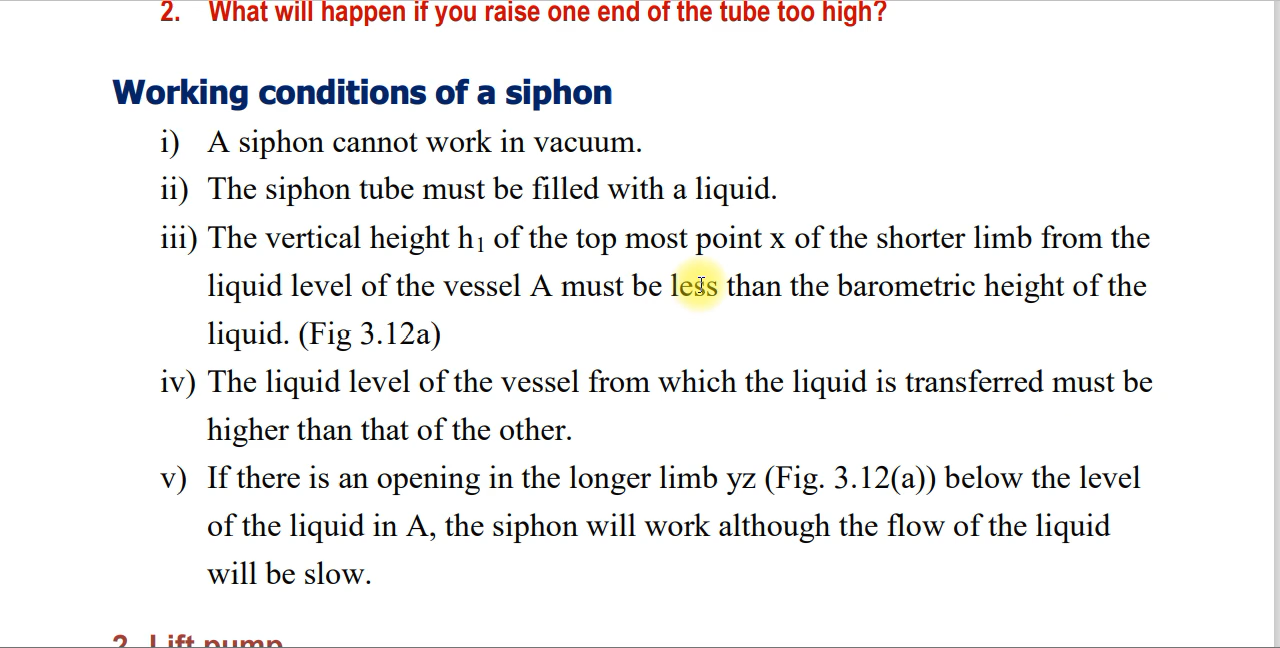 2. What will happen if you raise one end of the tube too high?
Working conditions of a siphon
i) A siphon cannot work in vacuum.
ii) The siphon tube must be filled with a liquid.
iii) The vertical height h₁ of the top most point x of the shorter limb from the
liquid level of the vessel A must be less than the barometric height of the
liquid. (Fig 3.12a)
iv) The liquid level of the vessel from which the liquid is transferred must be
higher than that of the other.
v) If there is an opening in the longer limb yz (Fig. 3.12(a)) below the level
of the liquid in A, the siphon will work although the flow of the liquid
will be slow.
2. Lift pump